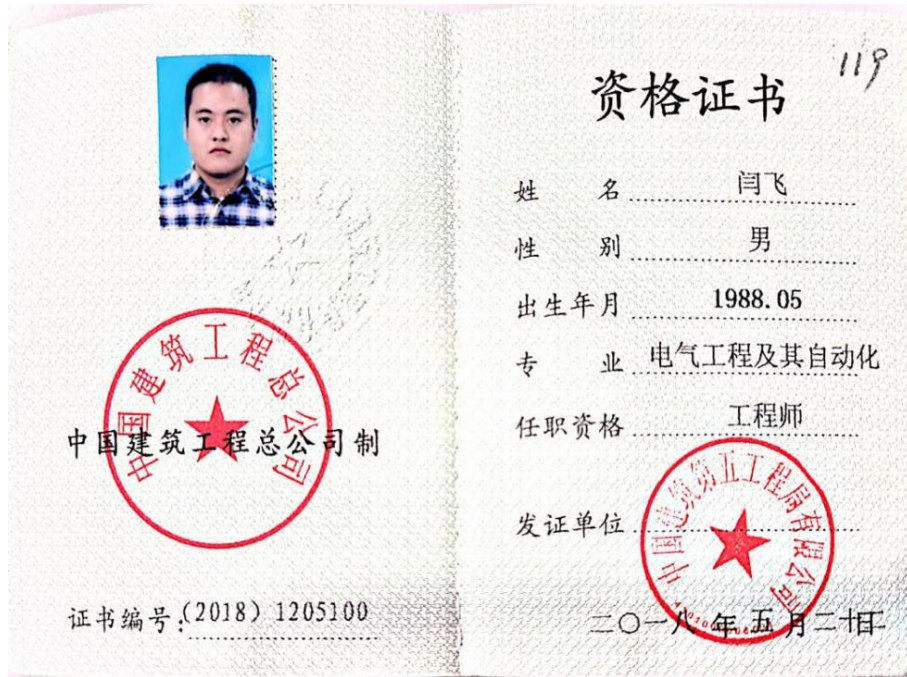 中国建筑工程总公司
中国建筑工程总公司制
证书编号:(2018) 1205100
119
资格证书
姓 名 闫飞
性 别 男
出生年月 1988.05
专 业 电气工程及其自动化
任职资格 工程师
发证单位
中国建筑第五工程局有限公司
二〇一八 年 五 月 二十 日